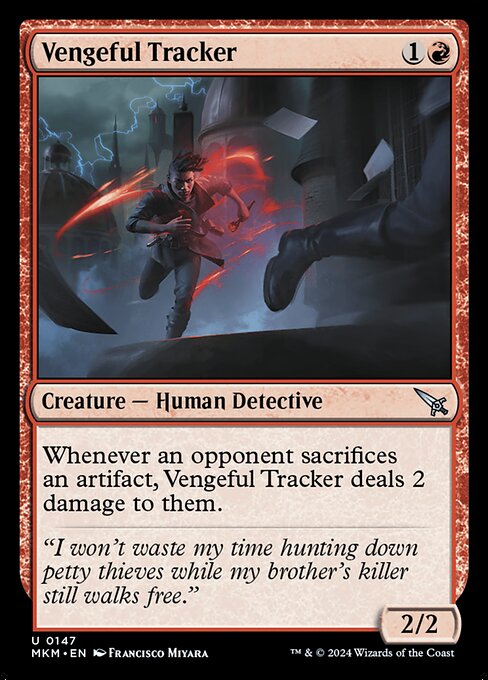 Vengeful Tracker 1
Creature — Human Detective
Whenever an opponent sacrifices
an artifact, Vengeful Tracker deals 2
damage to them.
“I won’t waste my time hunting down
petty thieves while my brother’s killer
still walks free.”
2/2
U 0147
MKM • EN Francisco Miyara
™ & © 2024 Wizards of the Coast